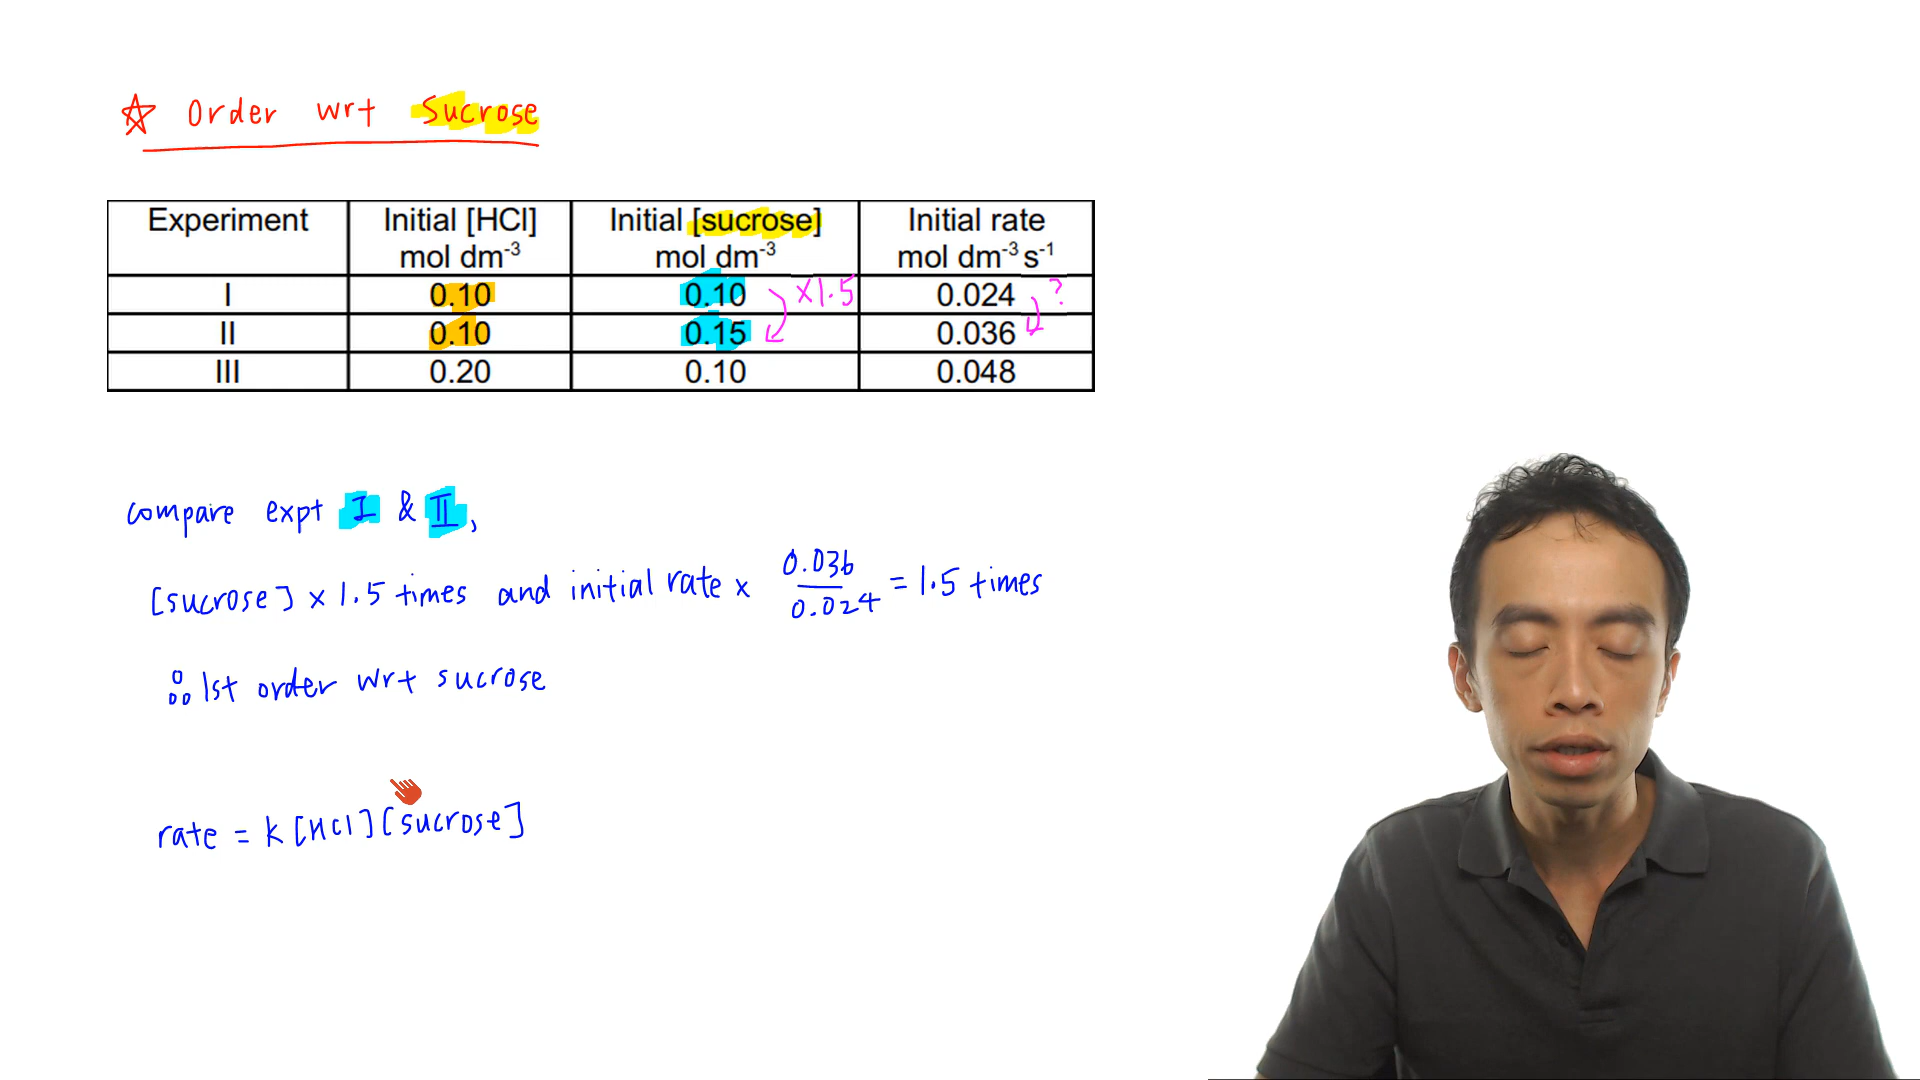 ☆ Order wrt Sucrose
Experiment Initial [HCl] mol dm⁻³ Initial [sucrose] mol dm⁻³ Initial rate mol dm⁻³ s⁻¹
I 0.10 0.10 ×1.5 0.024 ?
II 0.10 0.15 0.036
III 0.20 0.10 0.048
compare expt I & II,
[sucrose] × 1.5 times and initial rate × 0.036/0.024 = 1.5 times
∴ 1st order wrt sucrose
rate = k[HCl][sucrose]